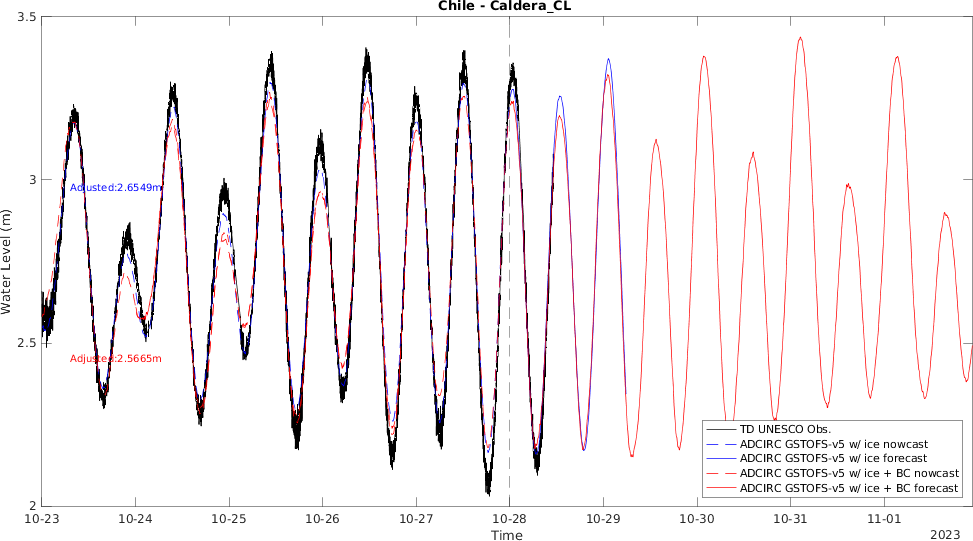 Chile - Caldera_CL
3.5
3
2.5
2
Water Level (m)
Adjusted:2.6549m
Adjusted:2.5665m
TD UNESCO Obs.
ADCIRC GSTOFS-v5 w/ ice nowcast
ADCIRC GSTOFS-v5 w/ ice forecast
ADCIRC GSTOFS-v5 w/ ice + BC nowcast
ADCIRC GSTOFS-v5 w/ ice + BC forecast
10-23 10-24 10-25 10-26 10-27 10-28 10-29 10-30 10-31 11-01
Time
2023